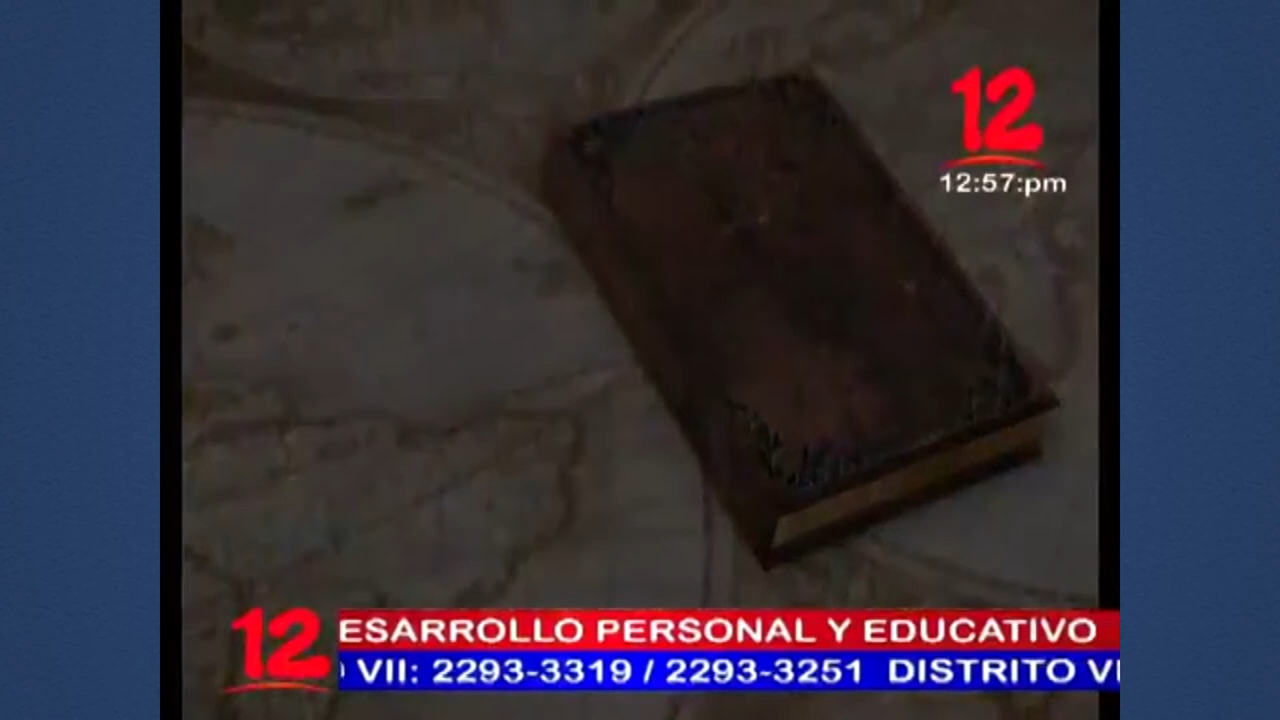 12
12:57:pm
12
ESARROLLO PERSONAL Y EDUCATIVO
VII: 2293-3319 / 2293-3251 DISTRITO